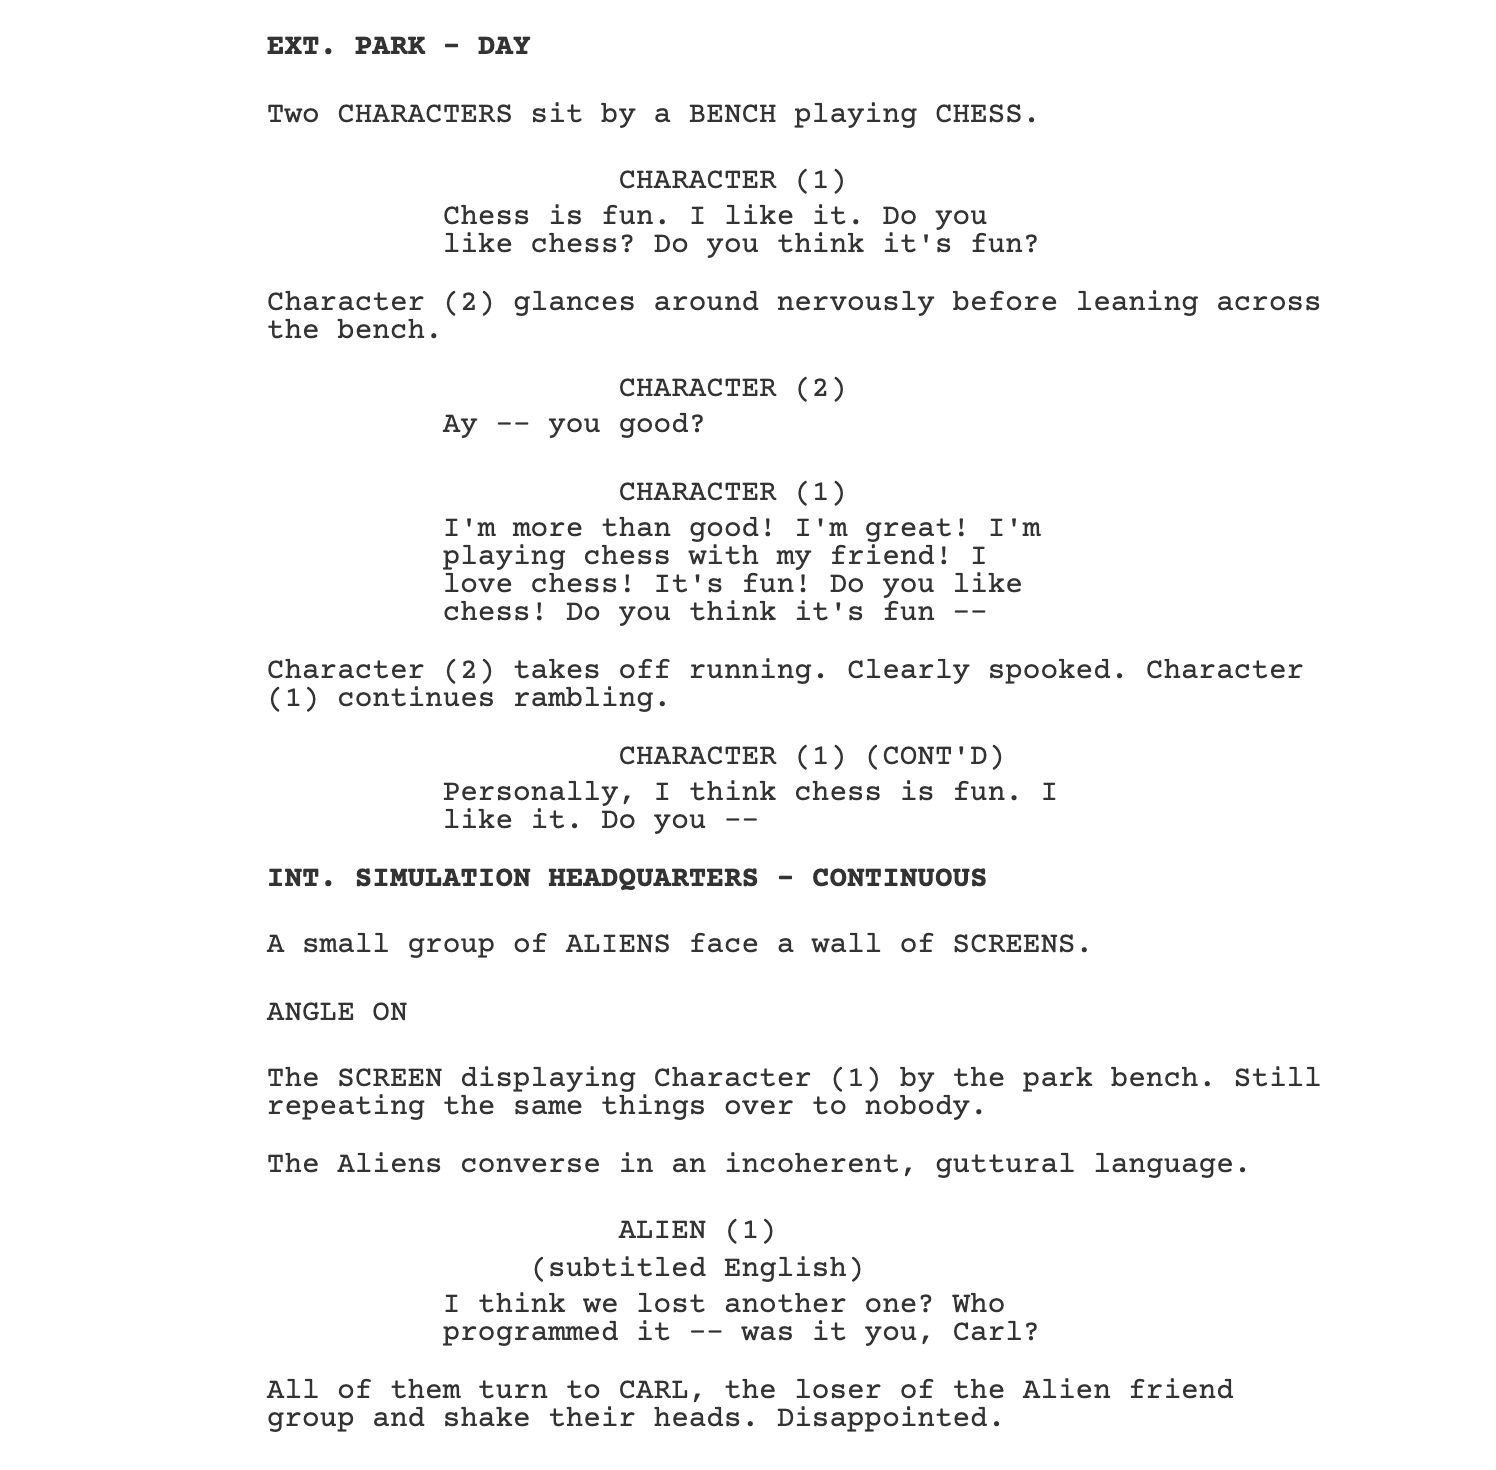 EXT. PARK - DAY
Two CHARACTERS sit by a BENCH playing CHESS.
CHARACTER (1)
Chess is fun. I like it. Do you
like chess? Do you think it's fun?
Character (2) glances around nervously before leaning across
the bench.
CHARACTER (2)
Ay -- you good?
CHARACTER (1)
I'm more than good! I'm great! I'm
playing chess with my friend! I
love chess! It's fun! Do you like
chess! Do you think it's fun --
Character (2) takes off running. Clearly spooked. Character
(1) continues rambling.
CHARACTER (1) (CONT'D)
Personally, I think chess is fun. I
like it. Do you --
INT. SIMULATION HEADQUARTERS - CONTINUOUS
A small group of ALIENS face a wall of SCREENS.
ANGLE ON
The SCREEN displaying Character (1) by the park bench. Still
repeating the same things over to nobody.
The Aliens converse in an incoherent, guttural language.
ALIEN (1)
(subtitled English)
I think we lost another one? Who
programmed it -- was it you, Carl?
All of them turn to CARL, the loser of the Alien friend
group and shake their heads. Disappointed.